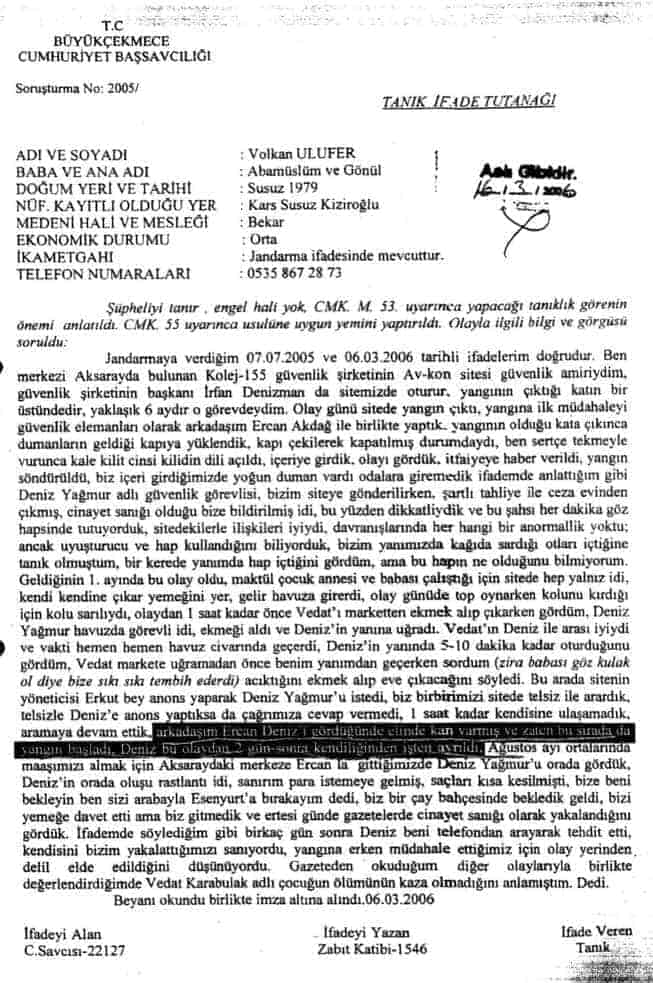 T.C
BÜYÜKÇEKMECE
CUMHURİYET BAŞSAVCILIĞI
Soruşturma No: 2005/
TANIK İFADE TUTANAĞI
ADI VE SOYADI : Volkan ULUFER
BABA VE ANA ADI : Abamüslüm ve Gönül
DOĞUM YERİ VE TARİHİ : Susuz 1979
NÜF. KAYITLI OLDUĞU YER : Kars Susuz Kiziroğlu
MEDENİ HALİ VE MESLEĞİ : Bekar
EKONOMİK DURUMU : Orta
İKAMETGAHI : Jandarma ifadesinde mevcuttur.
TELEFON NUMARALARI : 0535 867 28 73
Aslı Gibidir.
16.3.2006
Şüpheliyi tanır , engel hali yok, CMK. M. 53. uyarınca yapacağı tanıklık görenin
önemi anlatıldı. CMK. 55 uyarınca usulüne uygun yemini yaptırıldı. Olayla ilgili bilgi ve görgüsü
soruldu:
Jandarmaya verdiğim 07.07.2005 ve 06.03.2006 tarihli ifadelerim doğrudur. Ben
merkezi Aksarayda bulunan Kolej-155 güvenlik şirketinin Av-kon sitesi güvenlik amiriydim,
güvenlik şirketinin başkanı İrfan Denizman da sitemizde oturur, yangının çıktığı katın bir
üstündedir, yaklaşık 6 aydır o görevdeydim. Olay günü sitede yangın çıktı, yangına ilk müdahaleyi
güvenlik elemanları olarak arkadaşım Ercan Akdağ ile birlikte yaptık. yangının olduğu kata çıkınca
dumanların geldiği kapıya yüklendik, kapı çekilerek kapatılmış durumdaydı, ben sertçe tekmeyle
vurunca kale kilit cinsi kilidin dili açıldı, içeriye girdik, olayı gördük, itfaiyeye haber verildi, yangın
söndürüldü, biz içeri girdiğimizde yoğun duman vardı odalara giremedik ifademde anlattığım gibi
Deniz Yağmur adlı güvenlik görevlisi, bizim siteye gönderilirken, şartlı tahliye ile ceza evinden
çıkmış, cinayet sanığı olduğu bize bildirilmiş idi, bu yüzden dikkatliydik ve bu şahsı her dakika göz
hapsinde tutuyorduk, sitedekilerle ilişkileri iyiydi, davranışlarında her hangi bir anormallik yoktu;
ancak uyuşturucu ve hap kullandığını biliyorduk, bizim yanımızda kağıda sardığı otları içtiğine
tanık olmuştum, bir kerede yanımda hap içtiğini gördüm, ama bu hapın ne olduğunu bilmiyorum.
Geldiğinin 1. ayında bu olay oldu, maktül çocuk annesi ve babası çalıştığı için sitede hep yalnız idi,
kendi kendine çıkar yemeğini yer, gelir havuza girerdi, olay günüde top oynarken kolunu kırdığı
için kolu sarılıydı, olaydan 1 saat kadar önce Vedat'ı marketten ekmek alıp çıkarken gördüm, Deniz
Yağmur havuzda görevli idi, ekmeği aldı ve Deniz'in yanına uğradı. Vedat'ın Deniz ile arası iyiydi
ve vakti hemen hemen havuz civarında geçerdi, Deniz'in yanında 5-10 dakika kadar oturduğunu
gördüm, Vedat markete uğramadan önce benim yanımdan geçerken sordum (zira babası göz kulak
ol diye bize sıkı sıkı tembih ederdi) acıktığını ekmek alıp eve çıkacağını söyledi. Bu arada sitenin
yöneticisi Erkut bey anons yaparak Deniz Yağmur'u istedi, biz birbirimizi sitede telsiz ile arardık,
telsizle Deniz'e anons yaptıksa da çağrımıza cevap vermedi, 1 saat kadar kendisine ulaşamadık,
aramaya devam ettik, arkadaşım Ercan Deniz'i gördüğünde elinde kan varmış ve zaten bu sırada da
yangın başladı, Deniz bu olaydan 2 gün sonra kendiliğinden işten ayrıldı, Ağustos ayı ortalarında
maaşımızı almak için Aksaraydaki merkeze Ercan'la gittiğimizde Deniz Yağmur'u orada gördük,
Deniz'in orada oluşu rastlantı idi, sanırım para istemeye gelmiş, saçları kısa kesilmişti, bize beni
bekleyin ben sizi arabayla Esenyurt'a bırakayım dedi, biz bir çay bahçesinde bekledik geldi, bizi
yemeğe davet etti ama biz gitmedik ve ertesi günde gazetelerde cinayet sanığı olarak yakalandığını
gördük. İfademde söylediğim gibi birkaç gün sonra Deniz beni telefondan arayarak tehdit etti,
kendisini bizim yakalattığımızı sanıyordu, yangına erken müdahale ettiğimiz için olay yerinden
delil elde edildiğini düşünüyordu. Gazeteden okuduğum diğer olaylarıyla birlikte
değerlendirdiğimde Vedat Karabulak adlı çocuğun ölümünün kaza olmadığını anlamıştım. Dedi.
Beyanı okundu birlikte imza altına alındı.06.03.2006
İfadeyi Alan İfadeyi Yazan İfade Veren
C.Savcısı-22127 Zabıt Katibi-1546 Tanık